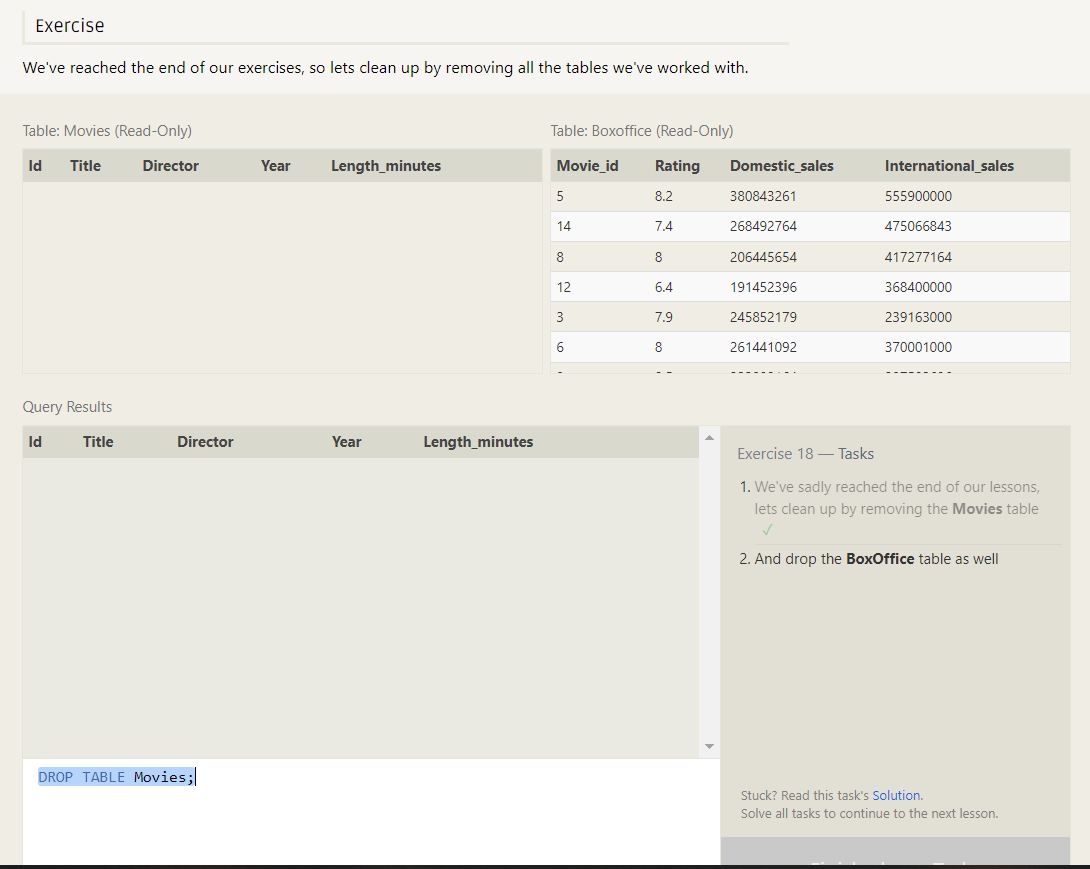 Exercise
We've reached the end of our exercises, so lets clean up by removing all the tables we've worked with.
Table: Movies (Read-Only)
Id Title Director Year Length_minutes
Table: Boxoffice (Read-Only)
Movie_id Rating Domestic_sales International_sales
5 8.2 380843261 555900000
14 7.4 268492764 475066843
8 8 206445654 417277164
12 6.4 191452396 368400000
3 7.9 245852179 239163000
6 8 261441092 370001000
Query Results
Id Title Director Year Length_minutes
DROP TABLE Movies;
Exercise 18 — Tasks
1. We've sadly reached the end of our lessons,
lets clean up by removing the Movies table
✓
2. And drop the BoxOffice table as well
Stuck? Read this task's Solution.
Solve all tasks to continue to the next lesson.